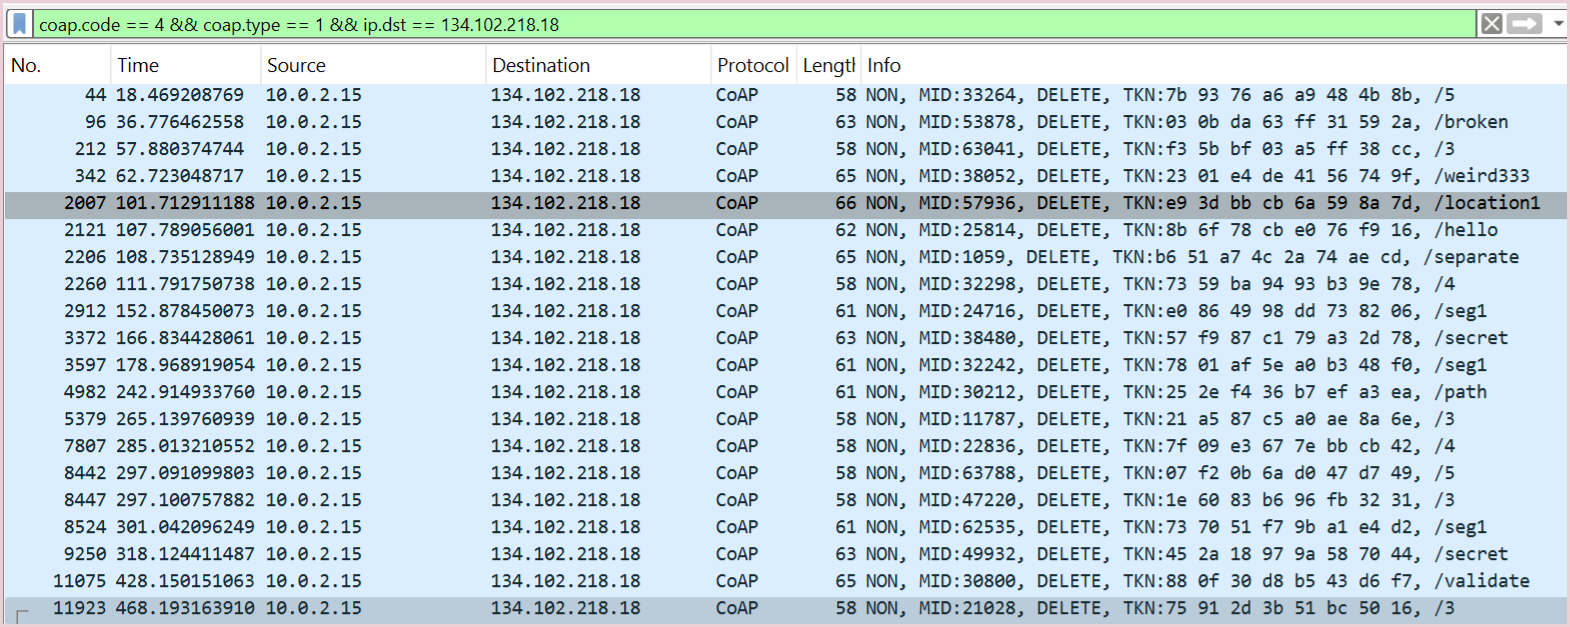 coap.code == 4 && coap.type == 1 && ip.dst == 134.102.218.18
No. Time Source Destination Protocol Length Info
44 18.469208769 10.0.2.15 134.102.218.18 CoAP 58 NON, MID:33264, DELETE, TKN:7b 93 76 a6 a9 48 4b 8b, /5
96 36.776462558 10.0.2.15 134.102.218.18 CoAP 63 NON, MID:53878, DELETE, TKN:03 0b da 63 ff 31 59 2a, /broken
212 57.880374744 10.0.2.15 134.102.218.18 CoAP 58 NON, MID:63041, DELETE, TKN:f3 5b bf 03 a5 ff 38 cc, /3
342 62.723048717 10.0.2.15 134.102.218.18 CoAP 65 NON, MID:38052, DELETE, TKN:23 01 e4 de 41 56 74 9f, /weird333
2007 101.712911188 10.0.2.15 134.102.218.18 CoAP 66 NON, MID:57936, DELETE, TKN:e9 3d bb cb 6a 59 8a 7d, /location1
2121 107.789056001 10.0.2.15 134.102.218.18 CoAP 62 NON, MID:25814, DELETE, TKN:8b 6f 78 cb e0 76 f9 16, /hello
2206 108.735128949 10.0.2.15 134.102.218.18 CoAP 65 NON, MID:1059, DELETE, TKN:b6 51 a7 4c 2a 74 ae cd, /separate
2260 111.791750738 10.0.2.15 134.102.218.18 CoAP 58 NON, MID:32298, DELETE, TKN:73 59 ba 94 93 b3 9e 78, /4
2912 152.878450073 10.0.2.15 134.102.218.18 CoAP 61 NON, MID:24716, DELETE, TKN:e0 86 49 98 dd 73 82 06, /seg1
3372 166.834428061 10.0.2.15 134.102.218.18 CoAP 63 NON, MID:38480, DELETE, TKN:57 f9 87 c1 79 a3 2d 78, /secret
3597 178.968919054 10.0.2.15 134.102.218.18 CoAP 61 NON, MID:32242, DELETE, TKN:78 01 af 5e a0 b3 48 f0, /seg1
4982 242.914933760 10.0.2.15 134.102.218.18 CoAP 61 NON, MID:30212, DELETE, TKN:25 2e f4 36 b7 ef a3 ea, /path
5379 265.139760939 10.0.2.15 134.102.218.18 CoAP 58 NON, MID:11787, DELETE, TKN:21 a5 87 c5 a0 ae 8a 6e, /3
7807 285.013210552 10.0.2.15 134.102.218.18 CoAP 58 NON, MID:22836, DELETE, TKN:7f 09 e3 67 7e bb cb 42, /4
8442 297.091099803 10.0.2.15 134.102.218.18 CoAP 58 NON, MID:63788, DELETE, TKN:07 f2 0b 6a d0 47 d7 49, /5
8447 297.100757882 10.0.2.15 134.102.218.18 CoAP 58 NON, MID:47220, DELETE, TKN:1e 60 83 b6 96 fb 32 31, /3
8524 301.042096249 10.0.2.15 134.102.218.18 CoAP 61 NON, MID:62535, DELETE, TKN:73 70 51 f7 9b a1 e4 d2, /seg1
9250 318.124411487 10.0.2.15 134.102.218.18 CoAP 63 NON, MID:49932, DELETE, TKN:45 2a 18 97 9a 58 70 44, /secret
11075 428.150151063 10.0.2.15 134.102.218.18 CoAP 65 NON, MID:30800, DELETE, TKN:88 0f 30 d8 b5 43 d6 f7, /validate
11923 468.193163910 10.0.2.15 134.102.218.18 CoAP 58 NON, MID:21028, DELETE, TKN:75 91 2d 3b 51 bc 50 16, /3